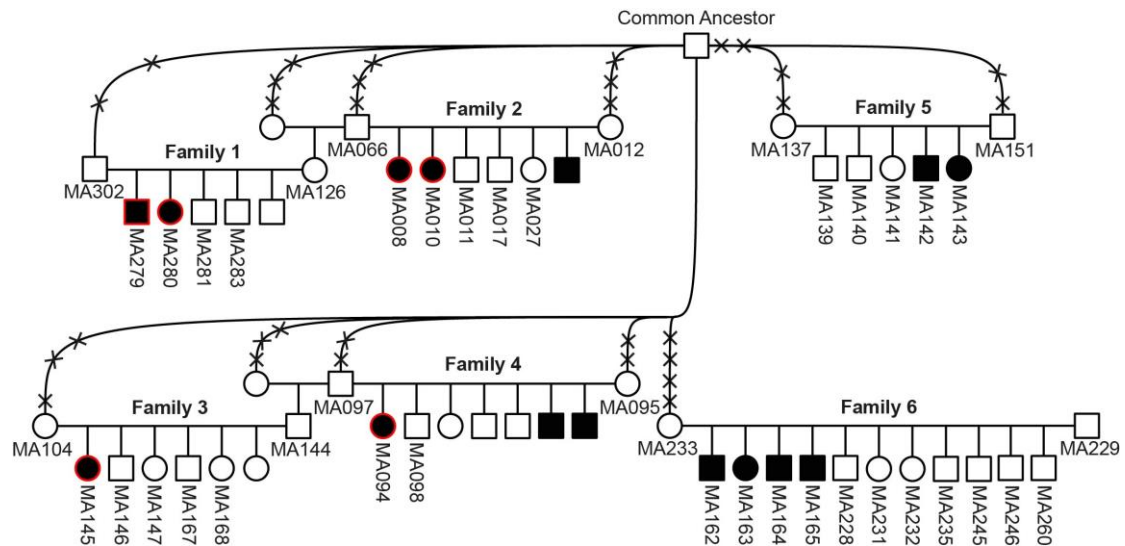 Common Ancestor
Family 1
MA302
MA126
MA279
MA280
MA281
MA283
Family 2
MA066
MA012
MA008
MA010
MA011
MA017
MA027
Family 5
MA137
MA151
MA139
MA140
MA141
MA142
MA143
Family 3
MA104
MA144
MA145
MA146
MA147
MA167
MA168
Family 4
MA097
MA095
MA094
MA098
Family 6
MA233
MA229
MA162
MA163
MA164
MA165
MA228
MA231
MA232
MA235
MA245
MA246
MA260